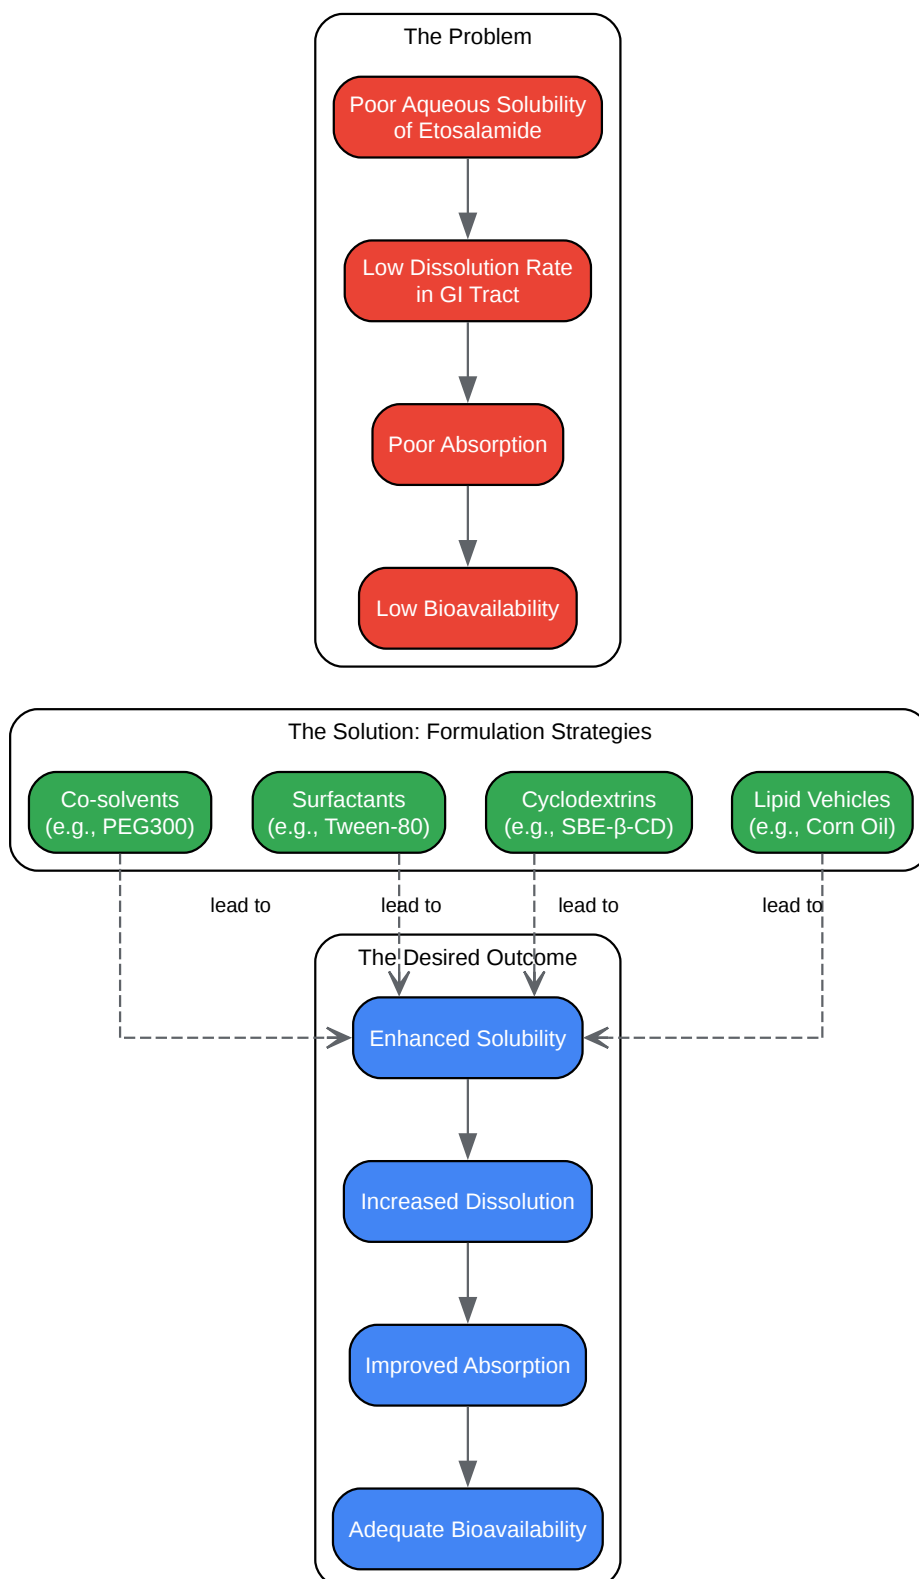 The Problem
Poor Aqueous Solubility
of Etosalamide
Low Dissolution Rate
in GI Tract
Poor Absorption
Low Bioavailability
The Solution: Formulation Strategies
Co-solvents
(e.g., PEG300)
Surfactants
(e.g., Tween-80)
Cyclodextrins
(e.g., SBE-β-CD)
Lipid Vehicles
(e.g., Corn Oil)
lead to
lead to
lead to
lead to
The Desired Outcome
Enhanced Solubility
Increased Dissolution
Improved Absorption
Adequate Bioavailability